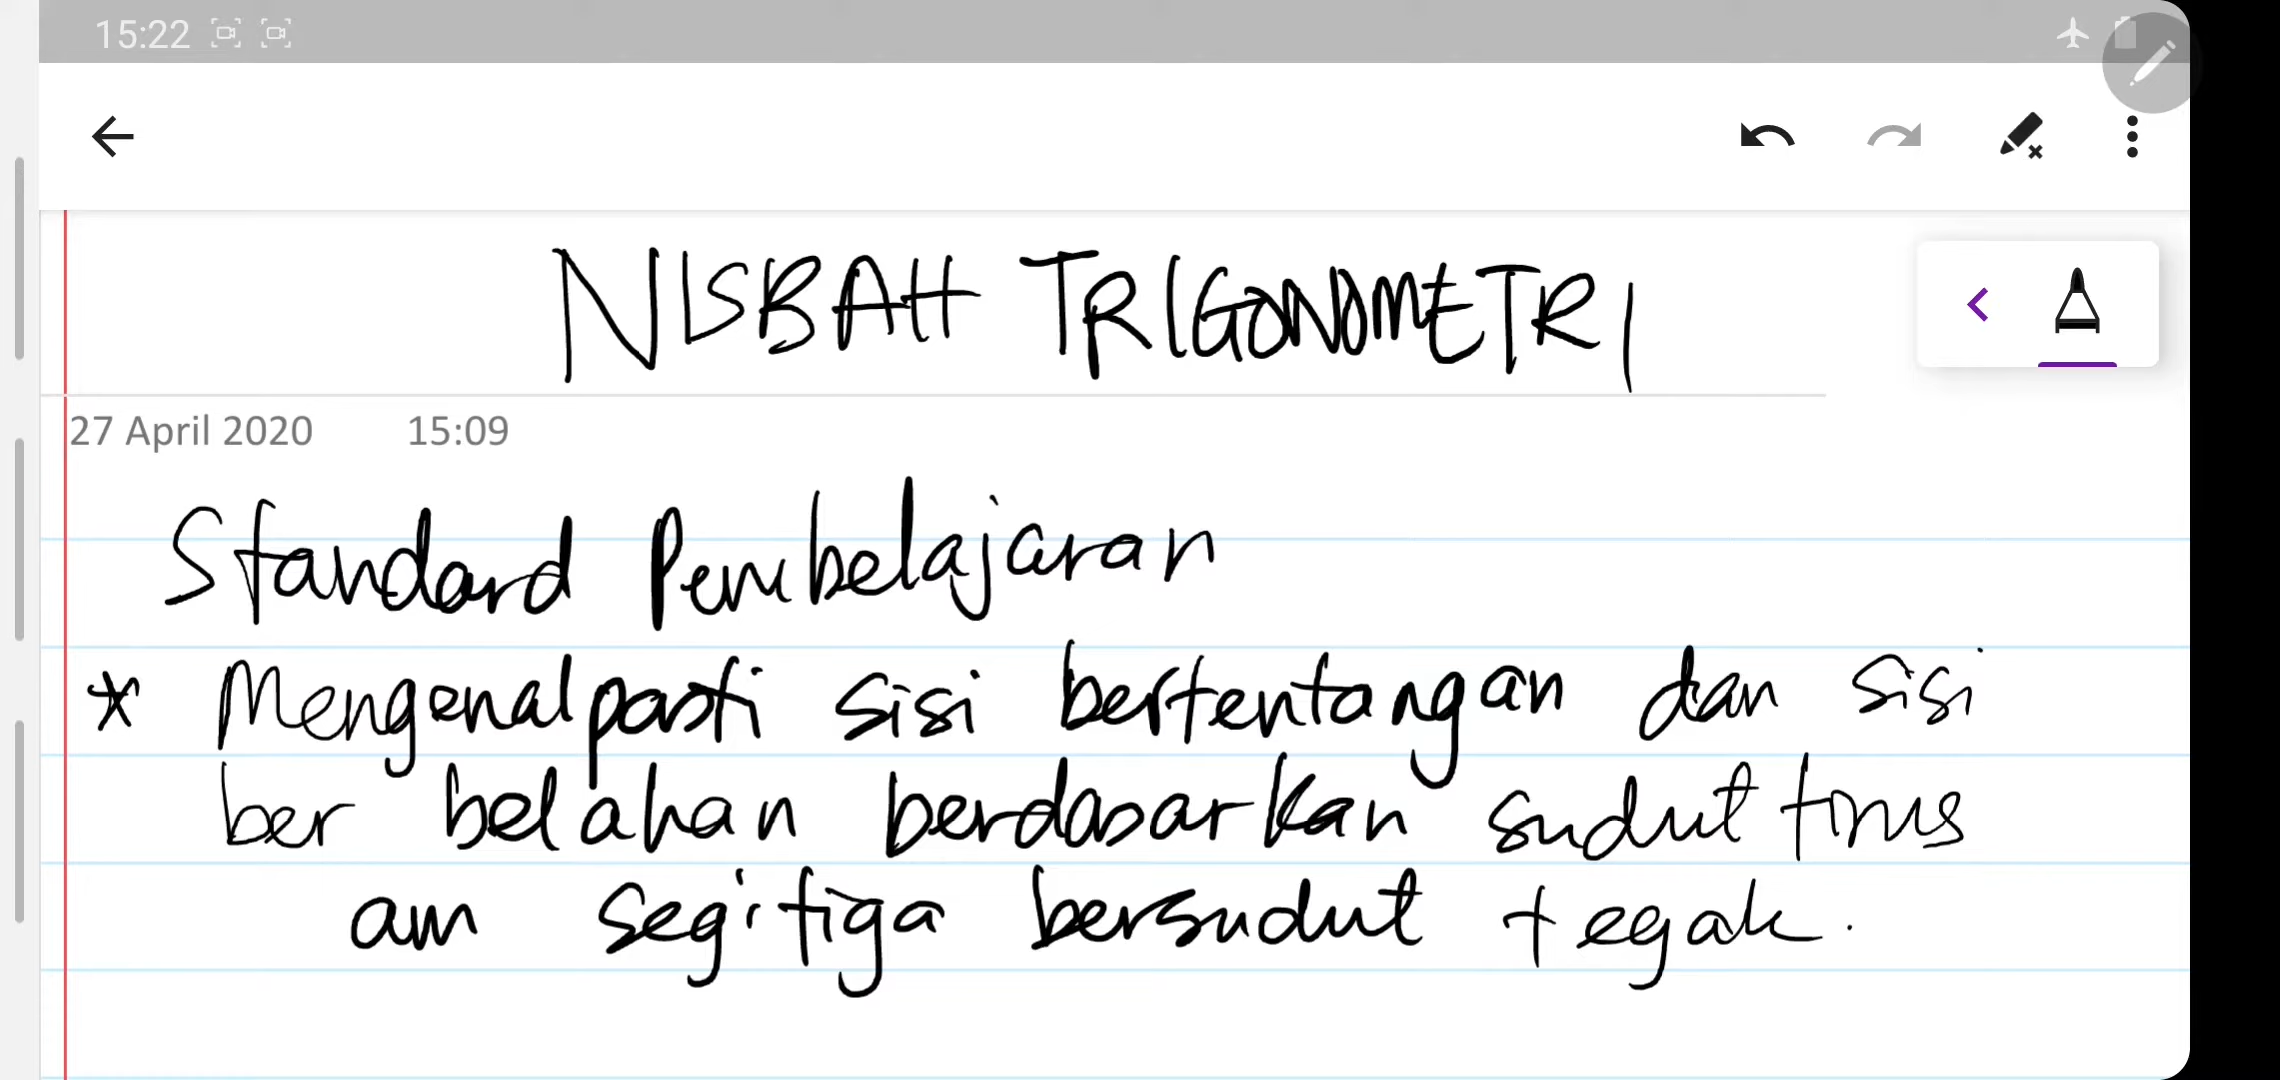 15:22
NISBAH TRIGONOMETRI
27 April 2020 15:09
Standard Pembelajaran
* Mengenalpasti sisi bertentangan dan sisi
ber belahan berdasarkan sudut tirus
am segitiga bersudut tegak.